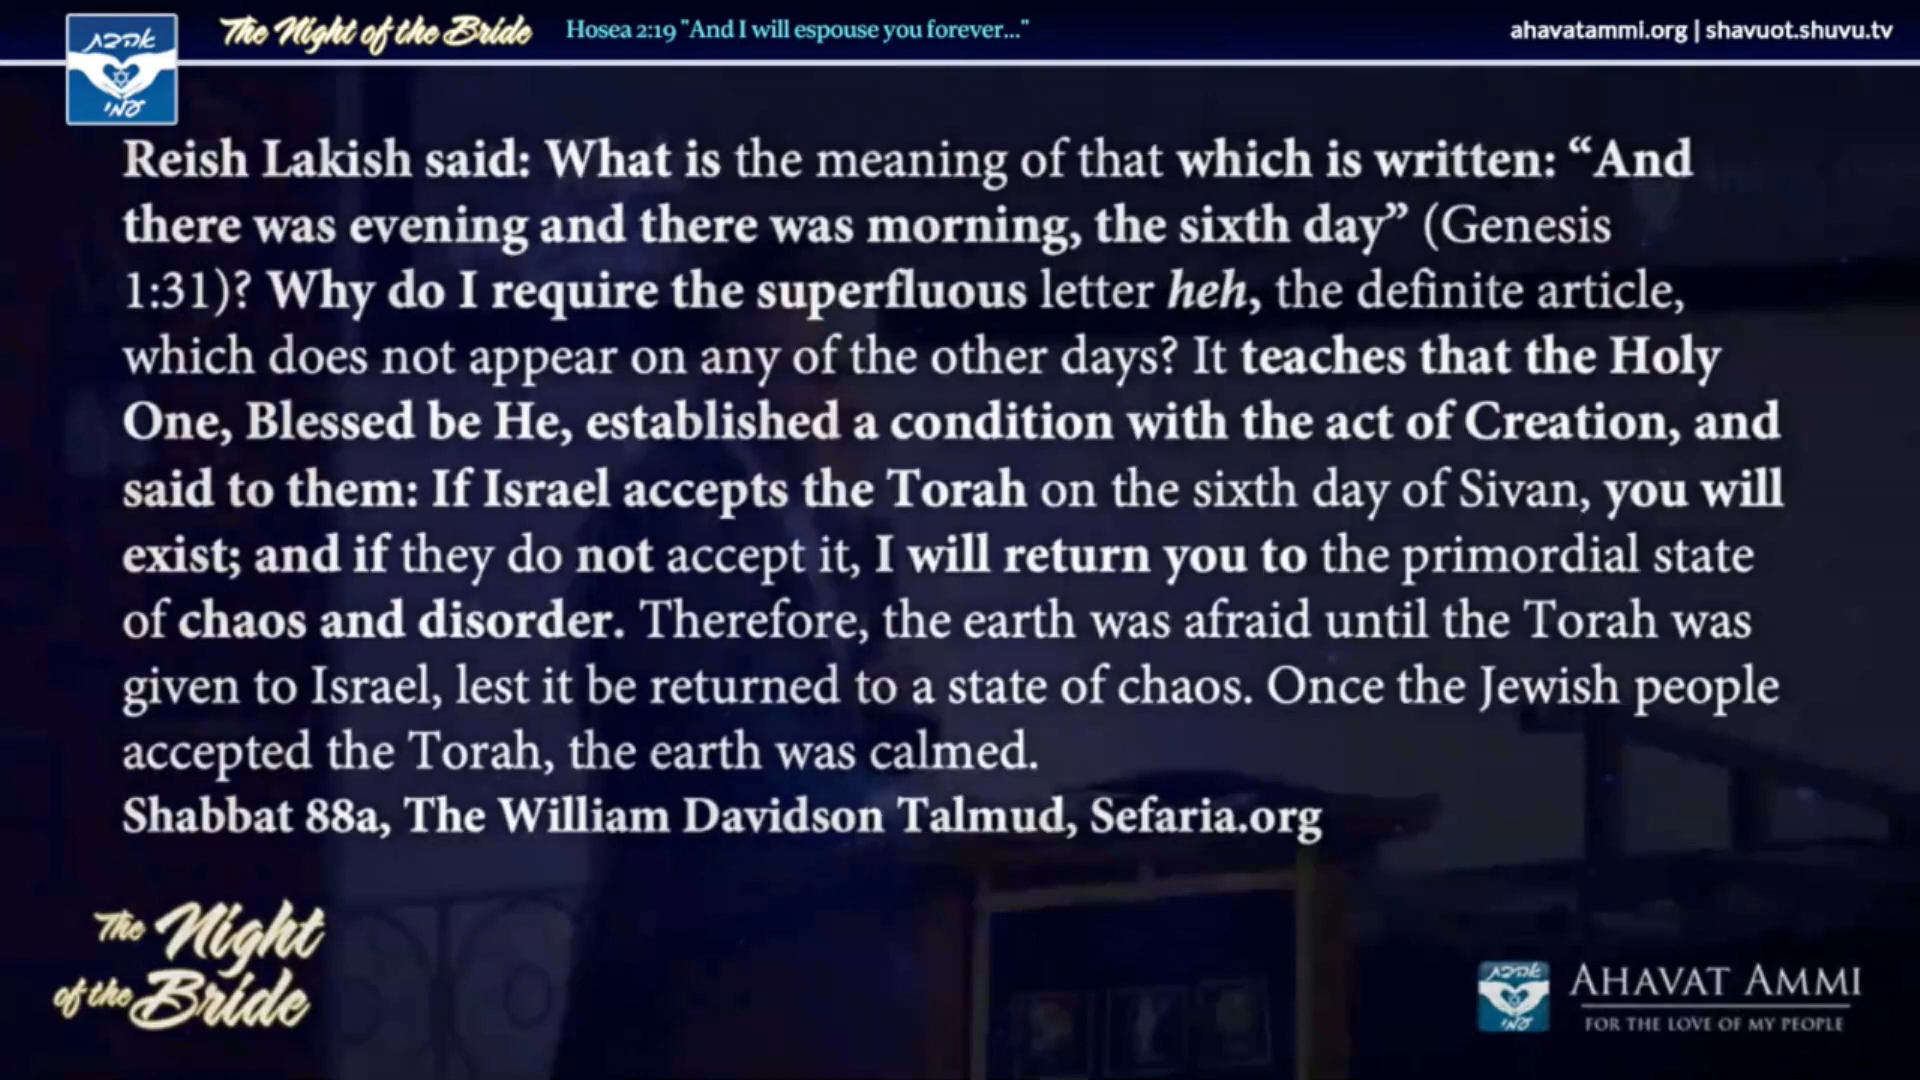 The Night of the Bride
Hosea 2:19 "And I will espouse you forever..."
ahavatammi.org | shavuot.shuvu.tv
אהבת
עמי
Reish Lakish said: What is the meaning of that which is written: “And
there was evening and there was morning, the sixth day” (Genesis
1:31)? Why do I require the superfluous letter heh, the definite article,
which does not appear on any of the other days? It teaches that the Holy
One, Blessed be He, established a condition with the act of Creation, and
said to them: If Israel accepts the Torah on the sixth day of Sivan, you will
exist; and if they do not accept it, I will return you to the primordial state
of chaos and disorder. Therefore, the earth was afraid until the Torah was
given to Israel, lest it be returned to a state of chaos. Once the Jewish people
accepted the Torah, the earth was calmed.
Shabbat 88a, The William Davidson Talmud, Sefaria.org
The Night
of the Bride
אהבת
עמי
AHAVAT AMMI
FOR THE LOVE OF MY PEOPLE